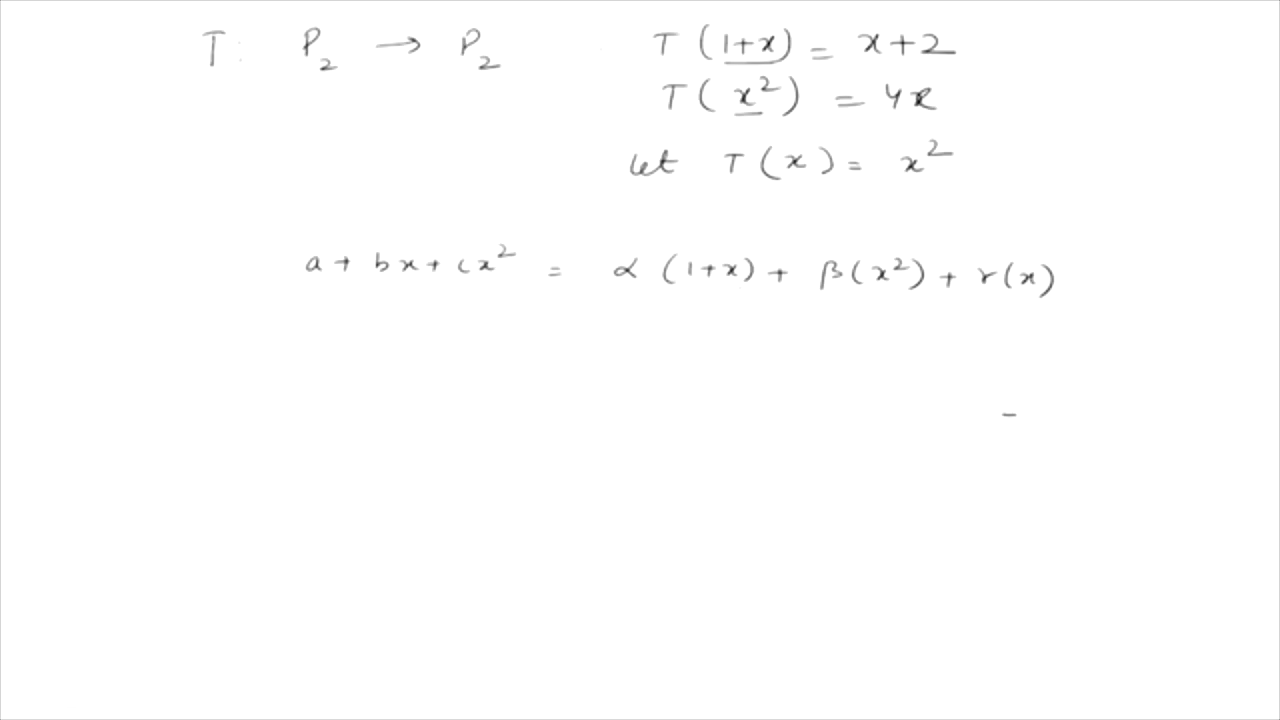 T: P₂ → P₂ T(1+x) = x+2
T(x²) = 4x
let T(x) = x²
a + bx + cx² = α(1+x) + β(x²) + r(x)
-